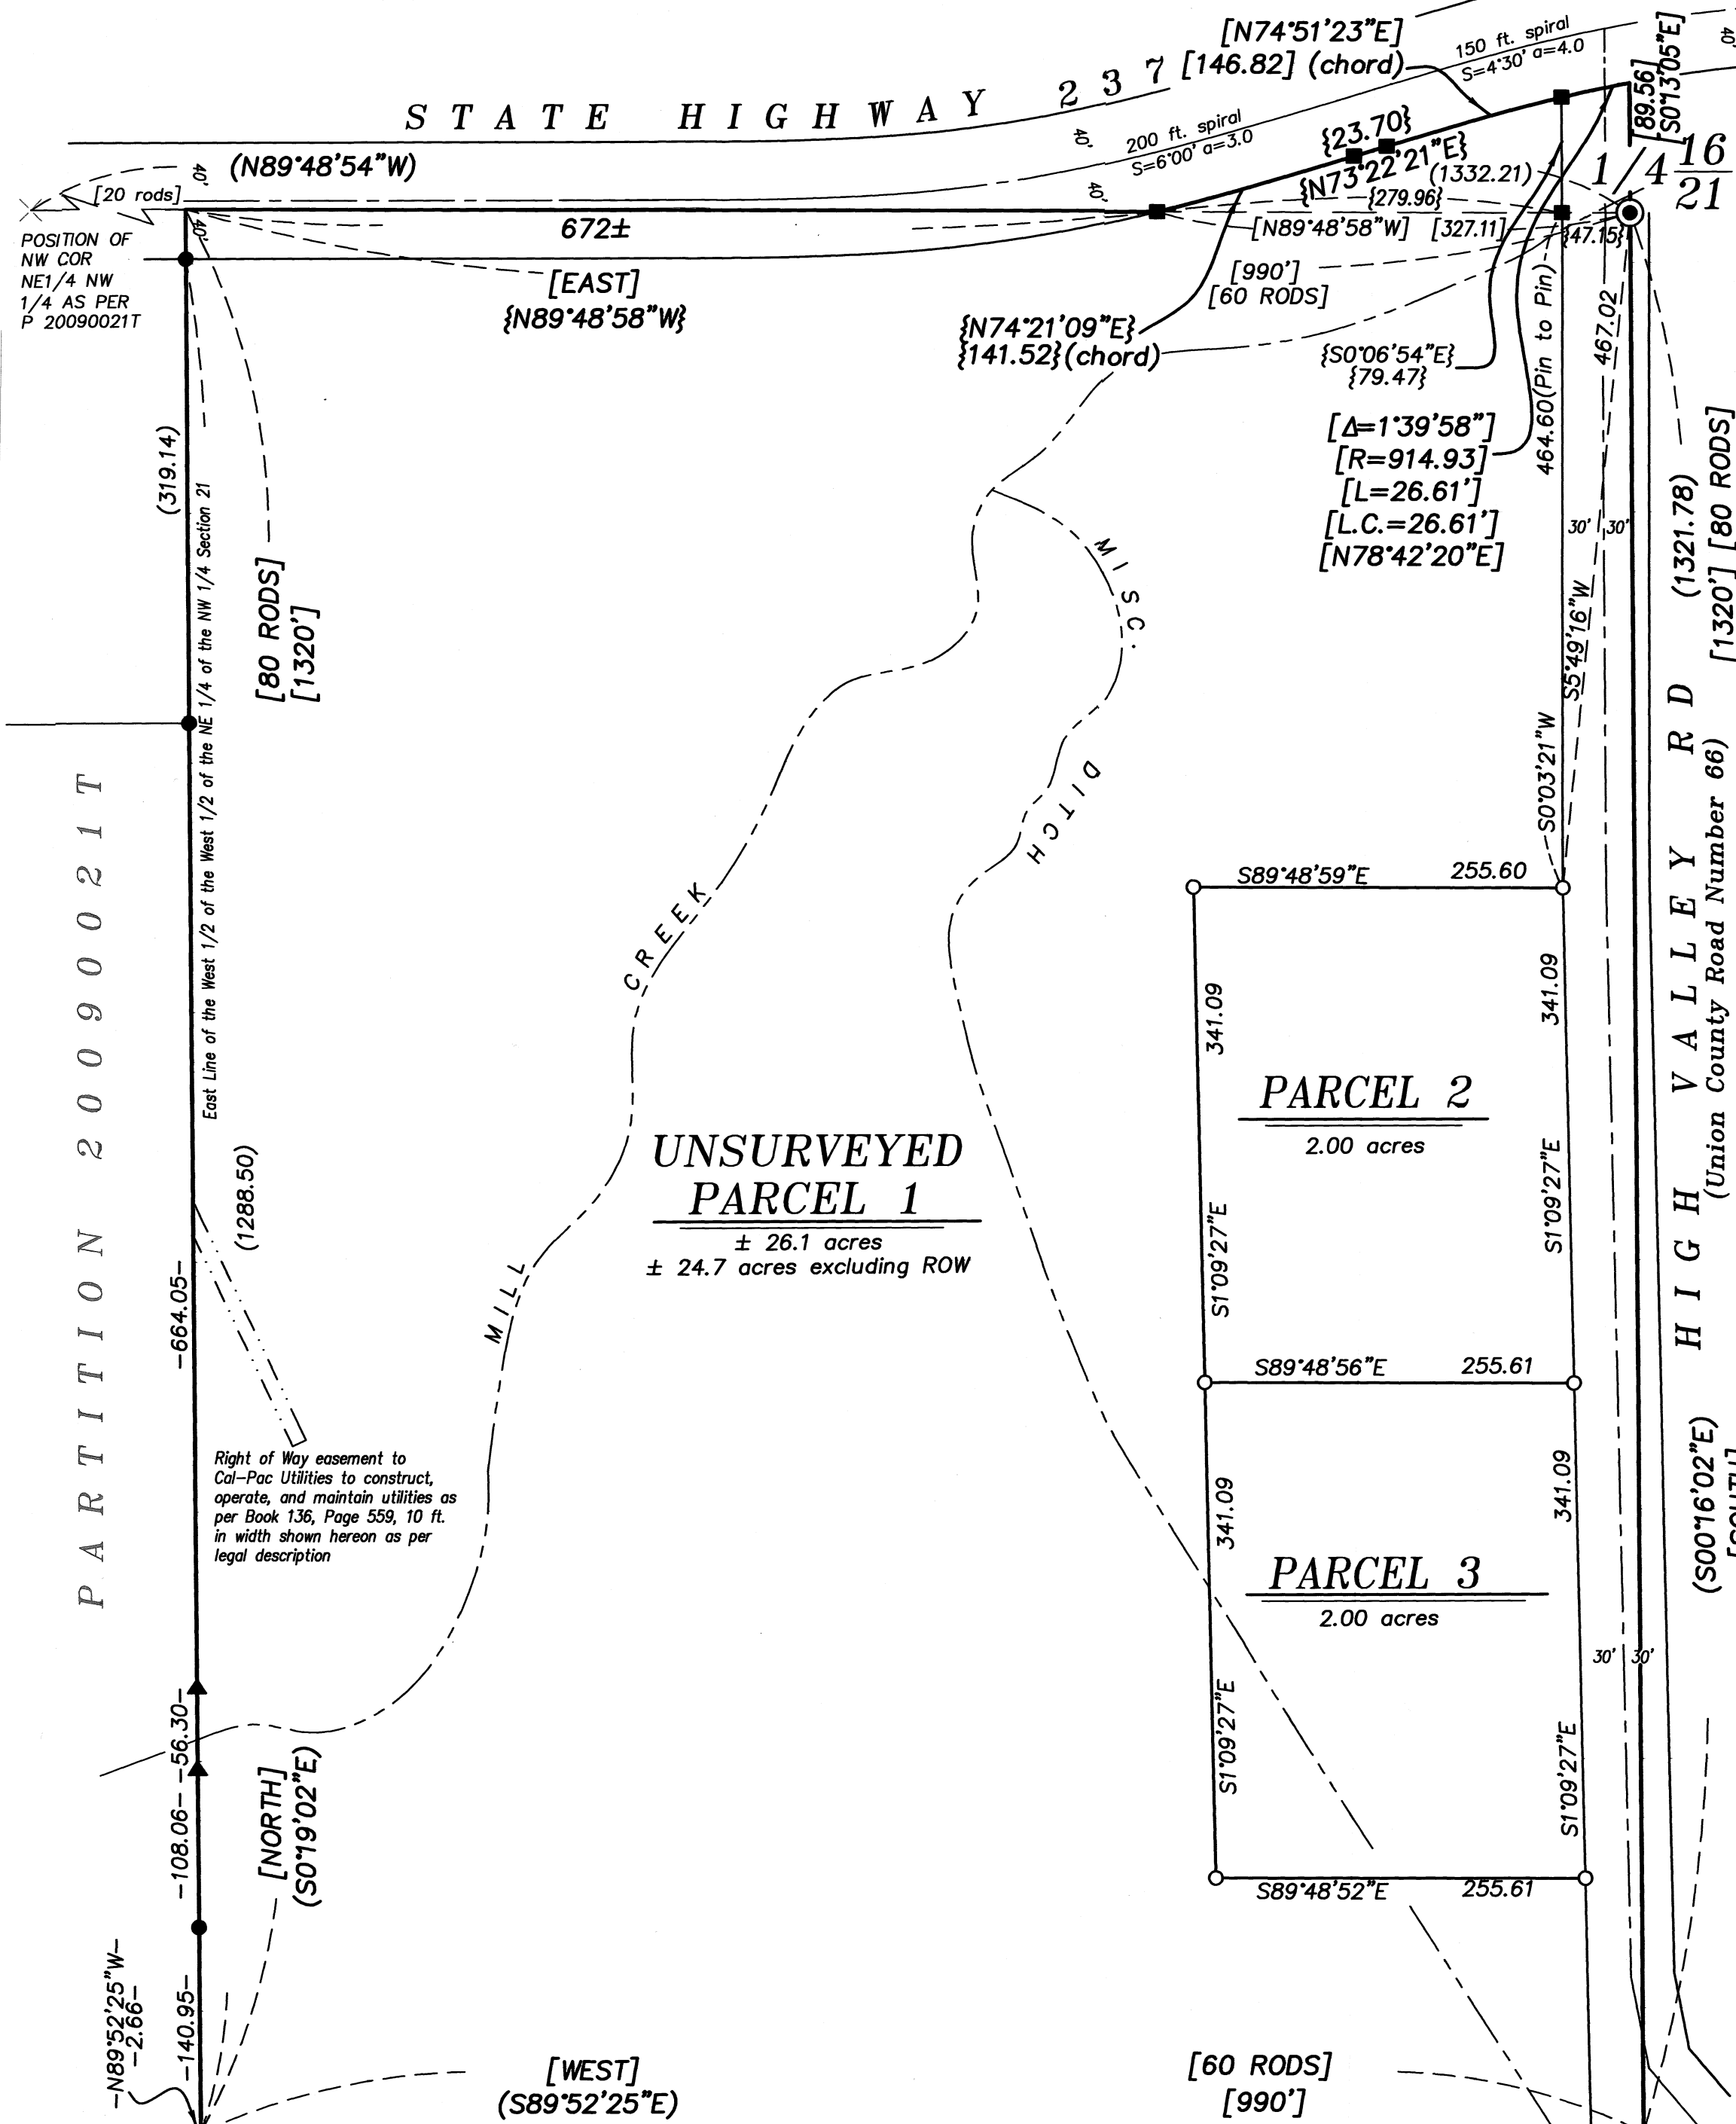 [N74°51'23"E]
[146.82] (chord)
150 ft. spiral
S=4°30' a=4.0
[89.56]
[S0°13'05"E]
40'
STATE HIGHWAY 237
200 ft. spiral
S=6°00' a=3.0
40'
40'
{23.70}
{N73°22'21"E}
(1332.21)
1/4
16
21
(N89°48'54"W)
40'
[20 rods]
40'
672±
{279.96}
[N89°48'58"W]
[327.11]
{47.15}
POSITION OF
NW COR
NE1/4 NW
1/4 AS PER
P 20090021T
[EAST]
{N89°48'58"W}
[990']
[60 RODS]
{N74°21'09"E}
{141.52}(chord)
{S0°06'54"E}
{79.47}
464.60(Pin to Pin)
467.02
[Δ=1°39'58"]
[R=914.93]
[L=26.61']
[L.C.=26.61']
[N78°42'20"E]
(319.14)
East Line of the West 1/2 of the West 1/2 of the NE 1/4 of the NW 1/4 Section 21
[80 RODS]
[1320']
30'
30'
(1321.78)
[1320'] [80 RODS]
MISC.
DITCH
S5°49'16"W
S0°03'21"W
HIGH VALLEY RD
(Union County Road Number 66)
PARTITION 20090021T
MILL
CREEK
S89°48'59"E
255.60
341.09
341.09
PARCEL 2
2.00 acres
S1°09'27"E
S1°09'27"E
UNSURVEYED
PARCEL 1
± 26.1 acres
± 24.7 acres excluding ROW
(1288.50)
-664.05-
S89°48'56"E
255.61
Right of Way easement to
Cal-Pac Utilities to construct,
operate, and maintain utilities as
per Book 136, Page 559, 10 ft.
in width shown hereon as per
legal description
341.09
341.09
PARCEL 3
2.00 acres
(S00°16'02"E)
30'
30'
S1°09'27"E
S1°09'27"E
-56.30-
-108.06-
[NORTH]
(S0°19'02"E)
S89°48'52"E
255.61
-N89°52'25"W-
-2.66-
-140.95-
[WEST]
(S89°52'25"E)
[60 RODS]
[990']